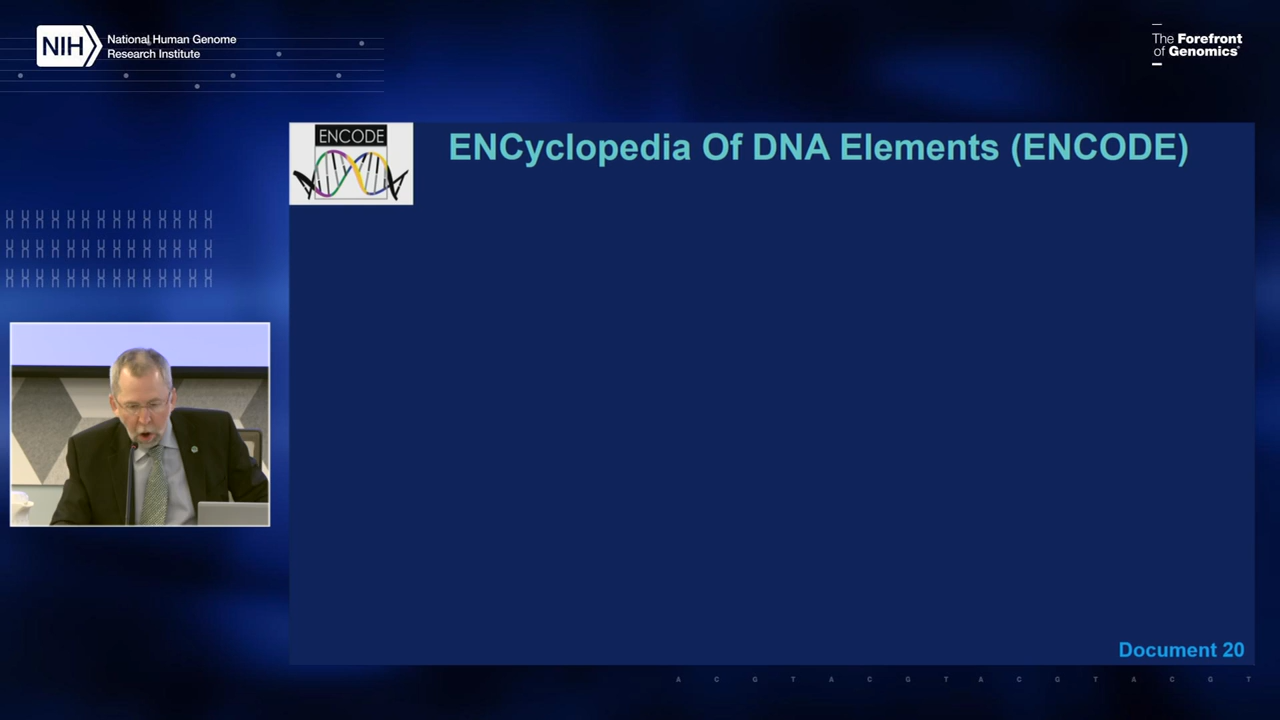 NIH
National Human Genome
Research Institute
The Forefront
of Genomics®
ENCODE
ENCyclopedia Of DNA Elements (ENCODE)
Document 20
A C G T A C G T A C G T A C G T